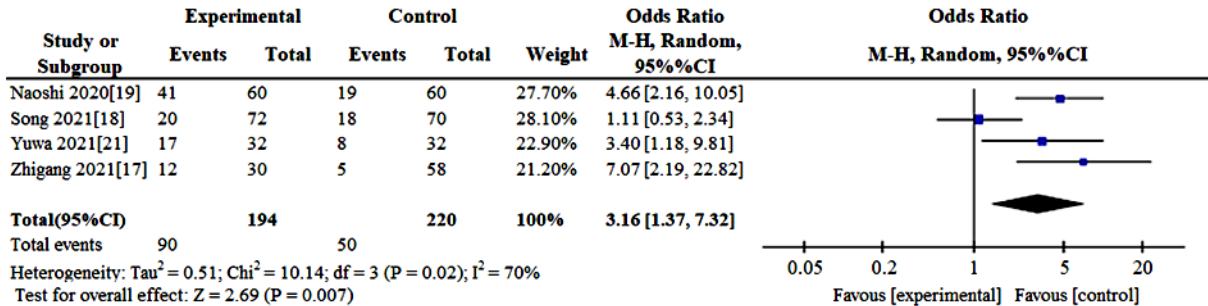 Experimental Control Odds Ratio Odds Ratio
Study or Subgroup Events Total Events Total Weight M-H, Random, 95%%CI M-H, Random, 95%%CI
Naoshi 2020[19] 41 60 19 60 27.70% 4.66 [2.16, 10.05]
Song 2021[18] 20 72 18 70 28.10% 1.11 [0.53, 2.34]
Yuwa 2021[21] 17 32 8 32 22.90% 3.40 [1.18, 9.81]
Zhigang 2021[17] 12 30 5 58 21.20% 7.07 [2.19, 22.82]
Total(95%CI) 194 220 100% 3.16 [1.37, 7.32]
Total events 90 50
Heterogeneity: Tau² = 0.51; Chi² = 10.14; df = 3 (P = 0.02); I² = 70%
Test for overall effect: Z = 2.69 (P = 0.007)
0.05 0.2 1 5 20
Favous [experimental] Favous [control]